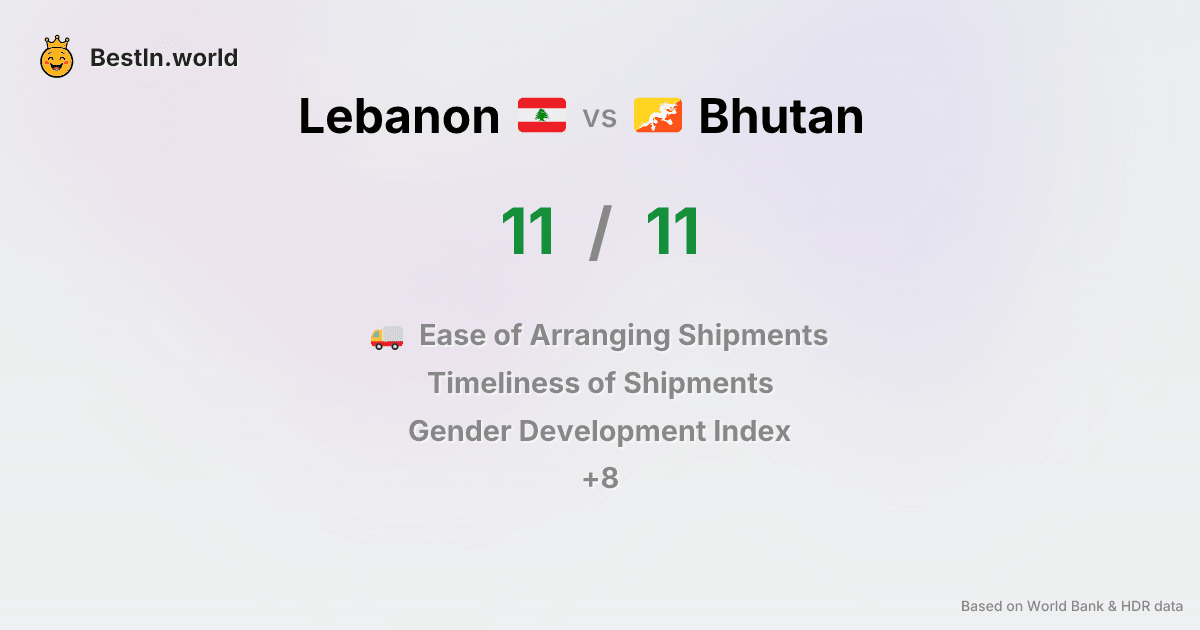 BestIn.world
Lebanon vs Bhutan
11 / 11
Ease of Arranging Shipments
Timeliness of Shipments
Gender Development Index
+8
Based on World Bank & HDR data